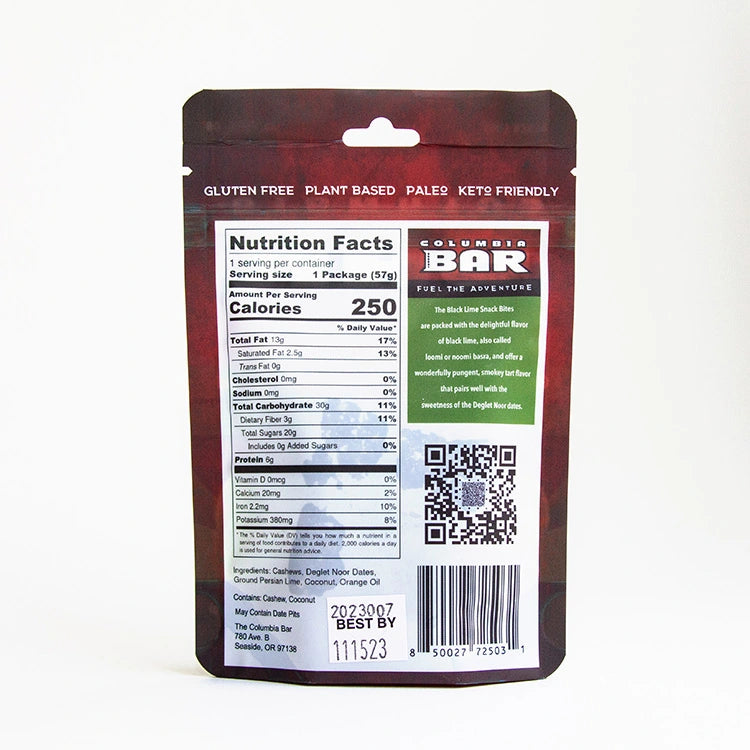 GLUTEN FREE PLANT BASED PALEO KETO FRIENDLY
Nutrition Facts
1 serving per container
Serving size 1 Package (57g)
Amount Per Serving
Calories 250
% Daily Value*
Total Fat 13g 17%
Saturated Fat 2.5g 13%
Trans Fat 0g
Cholesterol 0mg 0%
Sodium 0mg 0%
Total Carbohydrate 30g 11%
Dietary Fiber 3g 11%
Total Sugars 20g
Includes 0g Added Sugars 0%
Protein 6g
Vitamin D 0mcg 0%
Calcium 20mg 2%
Iron 2.2mg 10%
Potassium 380mg 8%
*The % Daily Value (DV) tells you how much a nutrient in a
serving of food contributes to a daily diet. 2,000 calories a day
is used for general nutrition advice.
Ingredients: Cashews, Deglet Noor Dates,
Ground Persian Lime, Coconut, Orange Oil
Contains: Cashew, Coconut
May Contain Date Pits
The Columbia Bar
780 Ave. B
Seaside, OR 97138
2023007
BEST BY
111523
COLUMBIA
BAR
FUEL THE ADVENTURE
The Black Lime Snack Bites
are packed with the delightful flavor
of black lime, also called
loomi or noomi basra, and offer a
wonderfully pungent, smokey tart flavor
that pairs well with the
sweetness of the Deglet Noor dates.
8 50027 72503 1